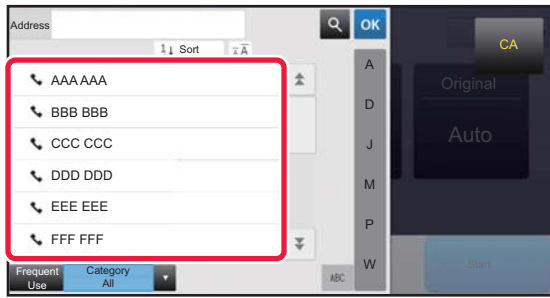 Address
OK
CA
1↓ Sort
A
AAA AAA
BBB BBB
CCC CCC
DDD DDD
EEE EEE
FFF FFF
A
D
J
M
P
W
ABC
Frequent Use
Category All
Original
Auto
Start